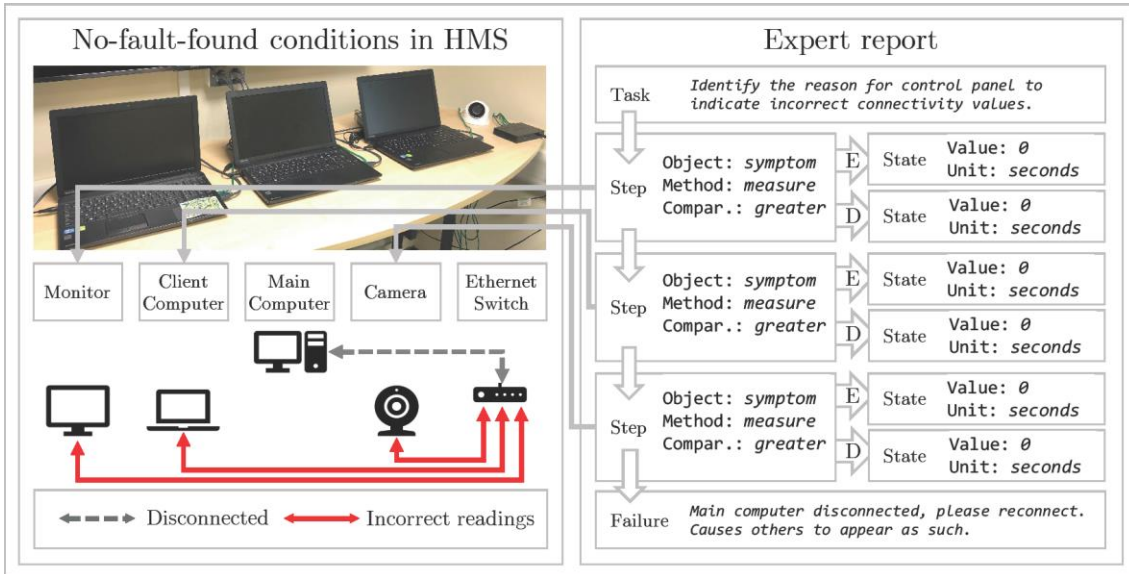 No-fault-found conditions in HMS
Monitor
Client
Computer
Main
Computer
Camera
Ethernet
Switch
Disconnected
Incorrect readings
Expert report
Task
Identify the reason for control panel to
indicate incorrect connectivity values.
Step
Object: symptom
Method: measure
Compar.: greater
E
State
Value: 0
Unit: seconds
D
State
Value: 0
Unit: seconds
Step
Object: symptom
Method: measure
Compar.: greater
E
State
Value: 0
Unit: seconds
D
State
Value: 0
Unit: seconds
Step
Object: symptom
Method: measure
Compar.: greater
E
State
Value: 0
Unit: seconds
D
State
Value: 0
Unit: seconds
Failure
Main computer disconnected, please reconnect.
Causes others to appear as such.